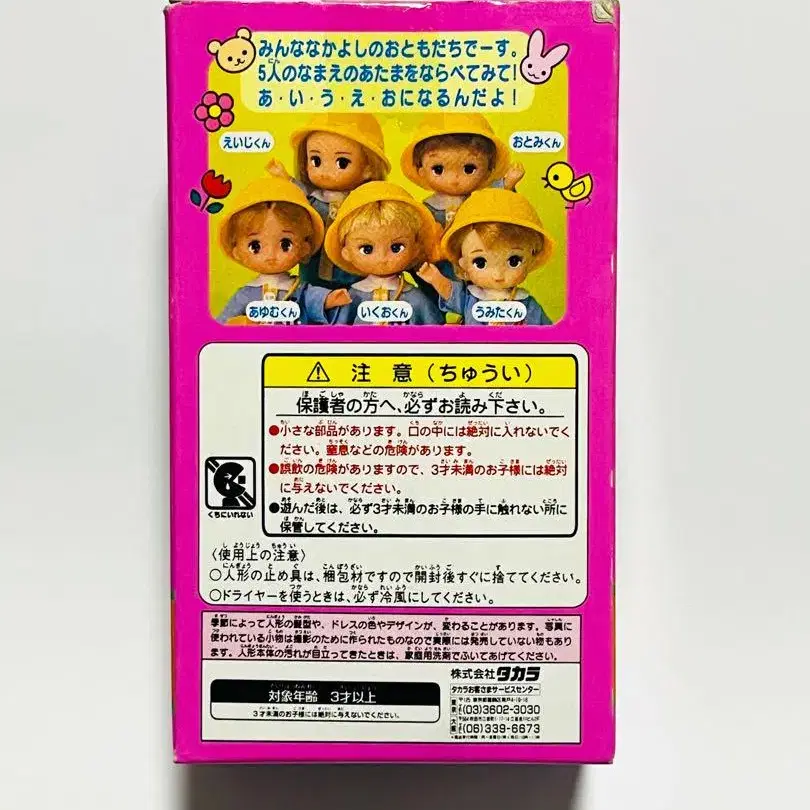 みんななかよしのおともだちでーす。
5人のなまえのあたまをならべてみて!
あ・い・う・え・おになるんだよ!
えいじくん
おとみくん
あゆむくん
いくおくん
うみたくん
注意(ちゅうい)
保護者の方へ、必ずお読み下さい。
●小さな部品があります。口の中には絶対に入れないでく
ださい。窒息などの危険があります。
●誤飲の危険がありますので、3才未満のお子様には絶対
に与えないでください。
●遊んだ後は、必ず3才未満のお子様の手に触れない所に
保管してください。
くちにいれない
〈使用上の注意〉
○人形の止め具は、梱包材ですので開封後すぐに捨ててください。
○ドライヤーを使うときは、必ず冷風にしてください。
季節によって人形の髪型や、ドレスの色やデザインが、変わることがあります。写真に
使われている小物は撮影のために作られたものなので実際には発売していない物もあり
ます。人形本体の汚れが目立ってきたときは、家庭用洗剤でふいてあげてください。
対象年齢 3才以上
3才未満のお子様には絶対に与えないでください。
株式会社タカラ
タカラお客さまサービスセンター
東京
(03)3602-3030
大阪
(06)339-6673